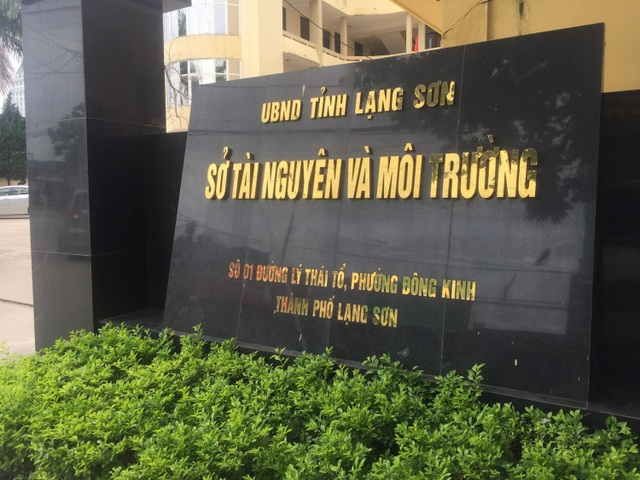 UBND TỈNH LẠNG SƠN
SỞ TÀI NGUYÊN VÀ MÔI TRƯỜNG
SỐ 01 ĐƯỜNG LÝ THÁI TỔ, PHƯỜNG ĐÔNG KINH
THÀNH PHỐ LẠNG SƠN